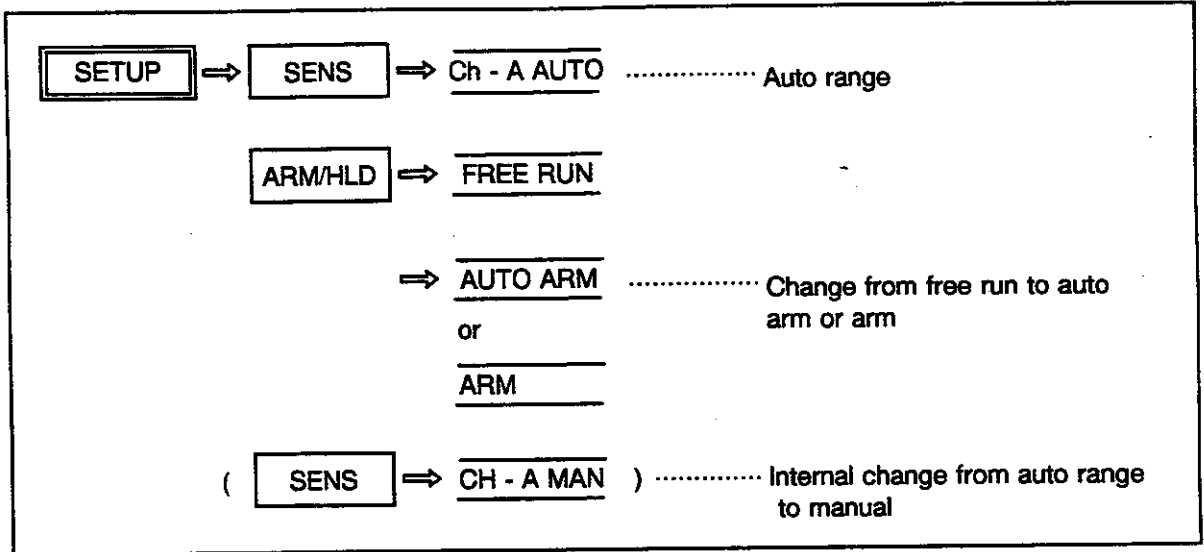 SETUP ⇒ SENS ⇒ Ch - A AUTO ················ Auto range
ARM/HLD ⇒ FREE RUN
⇒ AUTO ARM ················ Change from free run to auto
or arm or arm
ARM
( SENS ⇒ CH - A MAN ) ············· Internal change from auto range
to manual